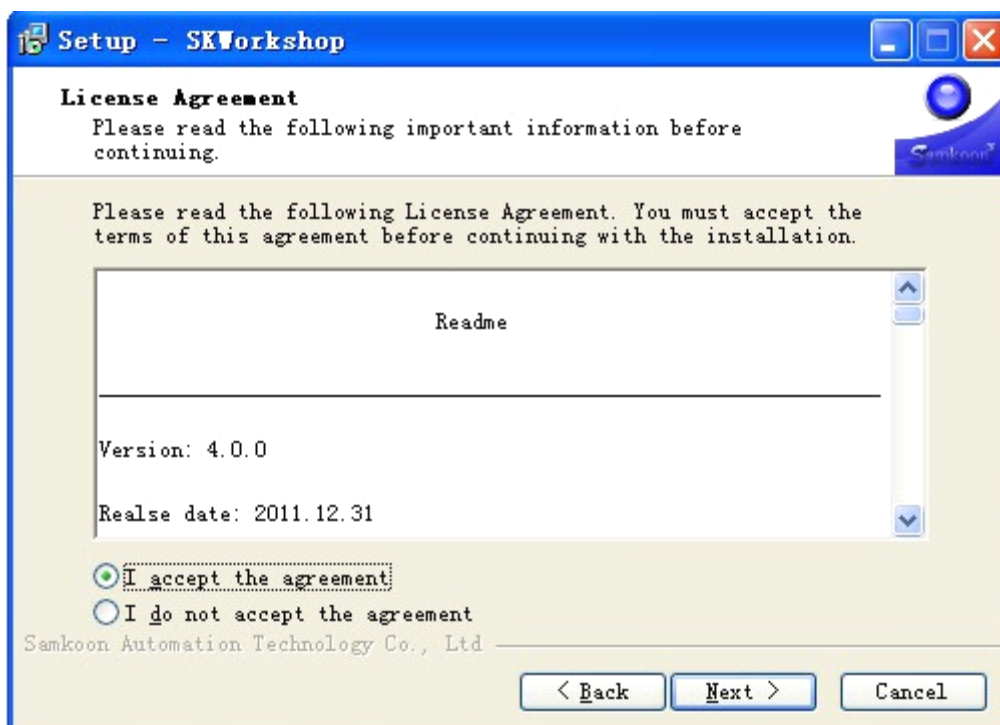 Setup - SKWorkshop
License Agreement
Please read the following important information before
continuing.
Samkoon
Please read the following License Agreement. You must accept the
terms of this agreement before continuing with the installation.
Readme
Version: 4.0.0
Realse date: 2011.12.31
I accept the agreement
I do not accept the agreement
Samkoon Automation Technology Co., Ltd
< Back
Next >
Cancel